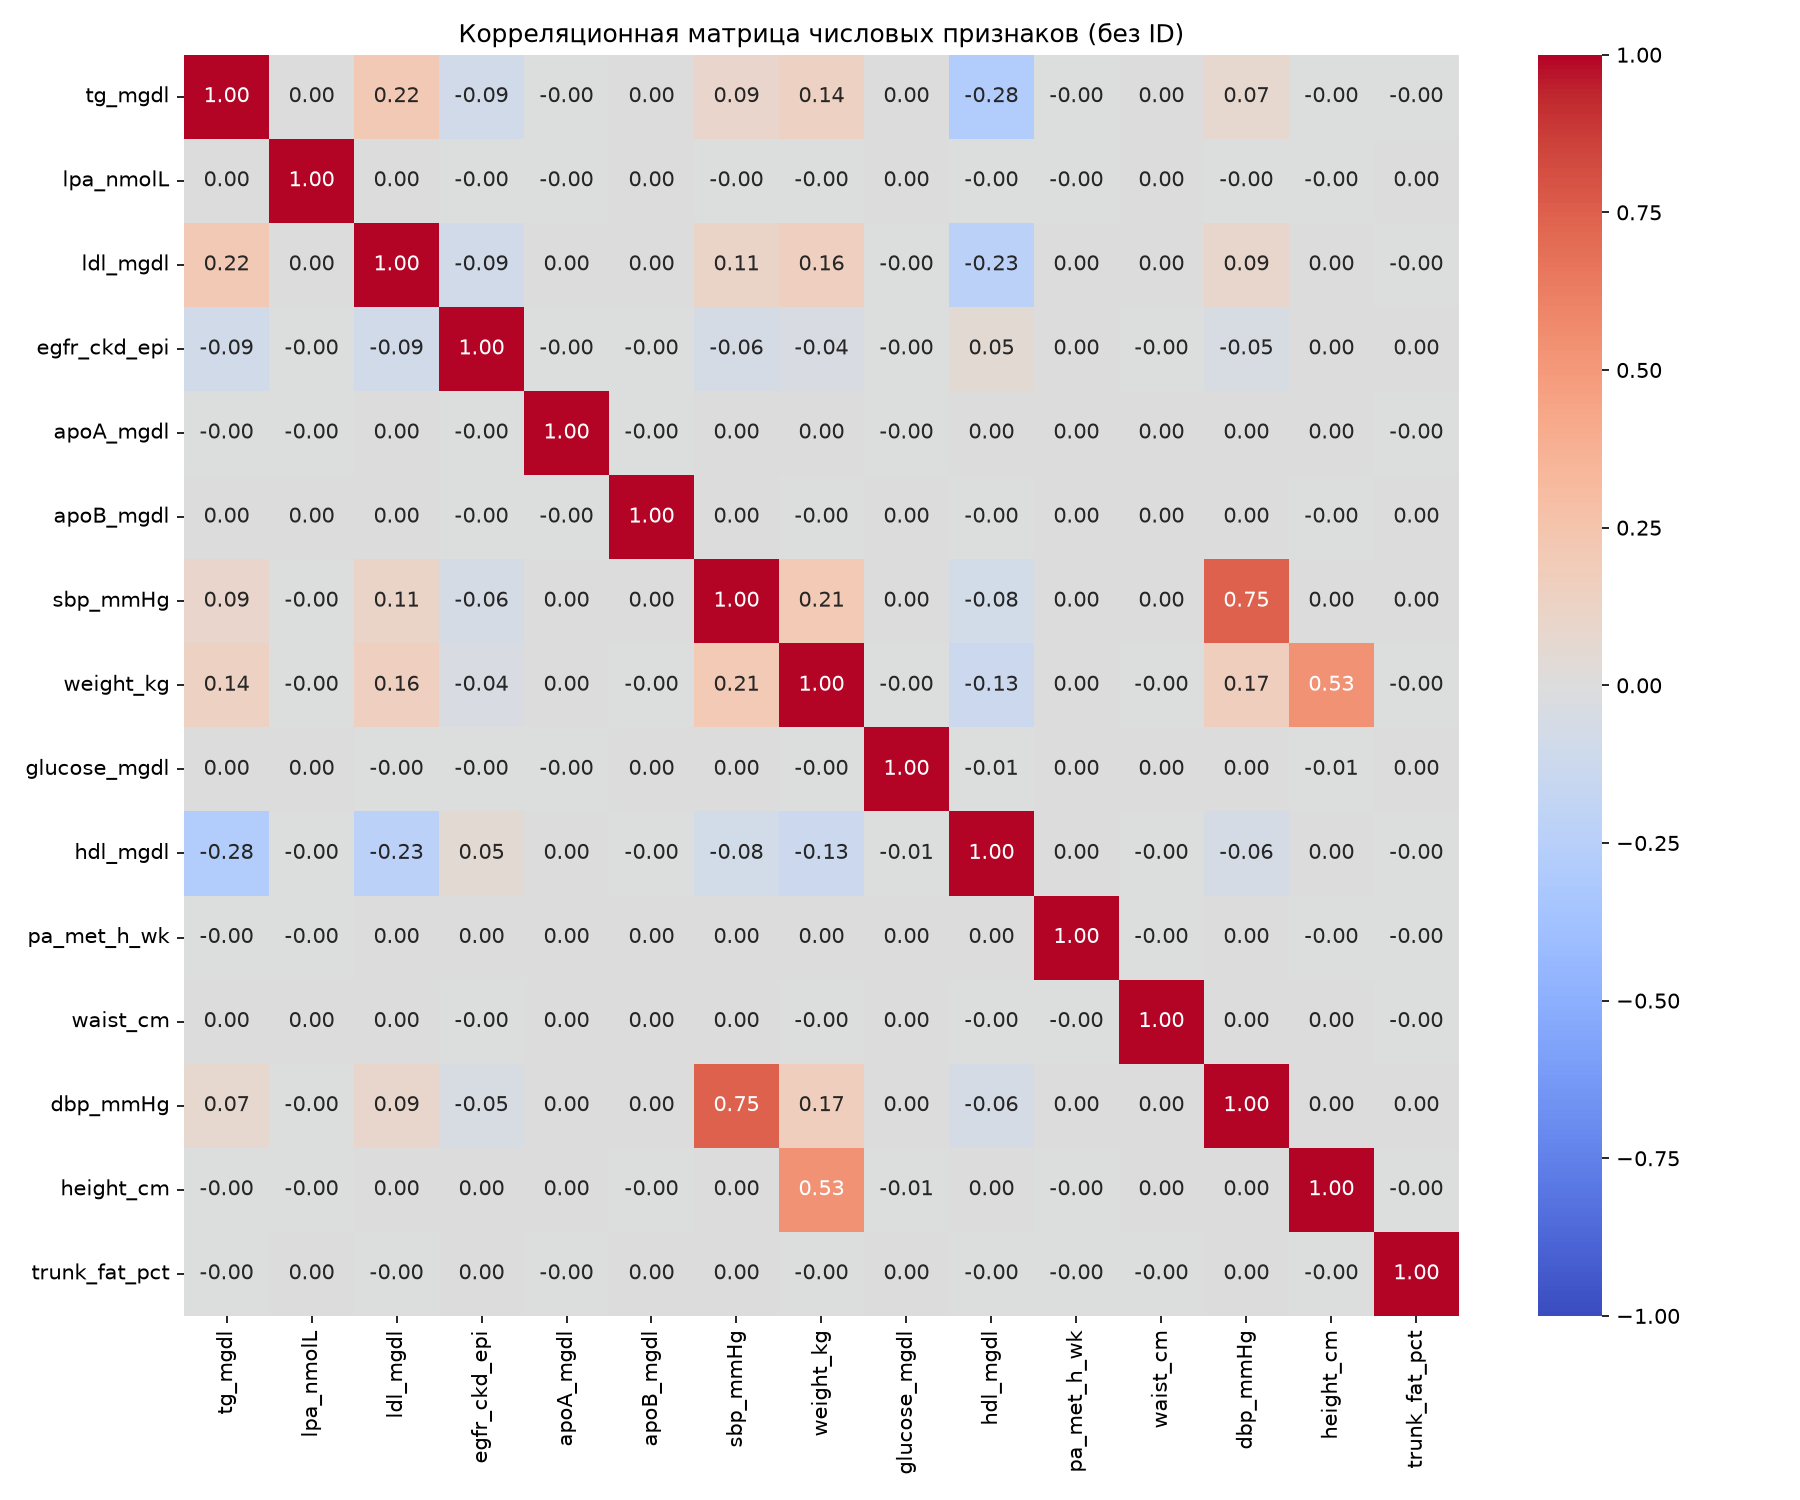 Корреляционная матрица числовых признаков (без ID)
tg_mgdl 1.00 0.00 0.22 -0.09 -0.00 0.00 0.09 0.14 0.00 -0.28 -0.00 0.00 0.07 -0.00 -0.00
lpa_nmolL 0.00 1.00 0.00 -0.00 -0.00 0.00 -0.00 -0.00 0.00 -0.00 -0.00 0.00 -0.00 -0.00 0.00
ldl_mgdl 0.22 0.00 1.00 -0.09 0.00 0.00 0.11 0.16 -0.00 -0.23 0.00 0.00 0.09 0.00 -0.00
egfr_ckd_epi -0.09 -0.00 -0.09 1.00 -0.00 -0.00 -0.06 -0.04 -0.00 0.05 0.00 -0.00 -0.05 0.00 0.00
apoA_mgdl -0.00 -0.00 0.00 -0.00 1.00 -0.00 0.00 0.00 -0.00 0.00 0.00 0.00 0.00 0.00 -0.00
apoB_mgdl 0.00 0.00 0.00 -0.00 -0.00 1.00 0.00 -0.00 0.00 -0.00 0.00 0.00 0.00 -0.00 0.00
sbp_mmHg 0.09 -0.00 0.11 -0.06 0.00 0.00 1.00 0.21 0.00 -0.08 0.00 0.00 0.75 0.00 0.00
weight_kg 0.14 -0.00 0.16 -0.04 0.00 -0.00 0.21 1.00 -0.00 -0.13 0.00 -0.00 0.17 0.53 -0.00
glucose_mgdl 0.00 0.00 -0.00 -0.00 -0.00 0.00 0.00 -0.00 1.00 -0.01 0.00 0.00 0.00 -0.01 0.00
hdl_mgdl -0.28 -0.00 -0.23 0.05 0.00 -0.00 -0.08 -0.13 -0.01 1.00 0.00 -0.00 -0.06 0.00 -0.00
pa_met_h_wk -0.00 -0.00 0.00 0.00 0.00 0.00 0.00 0.00 0.00 0.00 1.00 -0.00 0.00 -0.00 -0.00
waist_cm 0.00 0.00 0.00 -0.00 0.00 0.00 0.00 -0.00 0.00 -0.00 -0.00 1.00 0.00 0.00 -0.00
dbp_mmHg 0.07 -0.00 0.09 -0.05 0.00 0.00 0.75 0.17 0.00 -0.06 0.00 0.00 1.00 0.00 0.00
height_cm -0.00 -0.00 0.00 0.00 0.00 -0.00 0.00 0.53 -0.01 0.00 -0.00 0.00 0.00 1.00 -0.00
trunk_fat_pct -0.00 0.00 -0.00 0.00 -0.00 0.00 0.00 -0.00 0.00 -0.00 -0.00 -0.00 0.00 -0.00 1.00
tg_mgdl
lpa_nmolL
ldl_mgdl
egfr_ckd_epi
apoA_mgdl
apoB_mgdl
sbp_mmHg
weight_kg
glucose_mgdl
hdl_mgdl
pa_met_h_wk
waist_cm
dbp_mmHg
height_cm
trunk_fat_pct
1.00
0.75
0.50
0.25
0.00
−0.25
−0.50
−0.75
−1.00